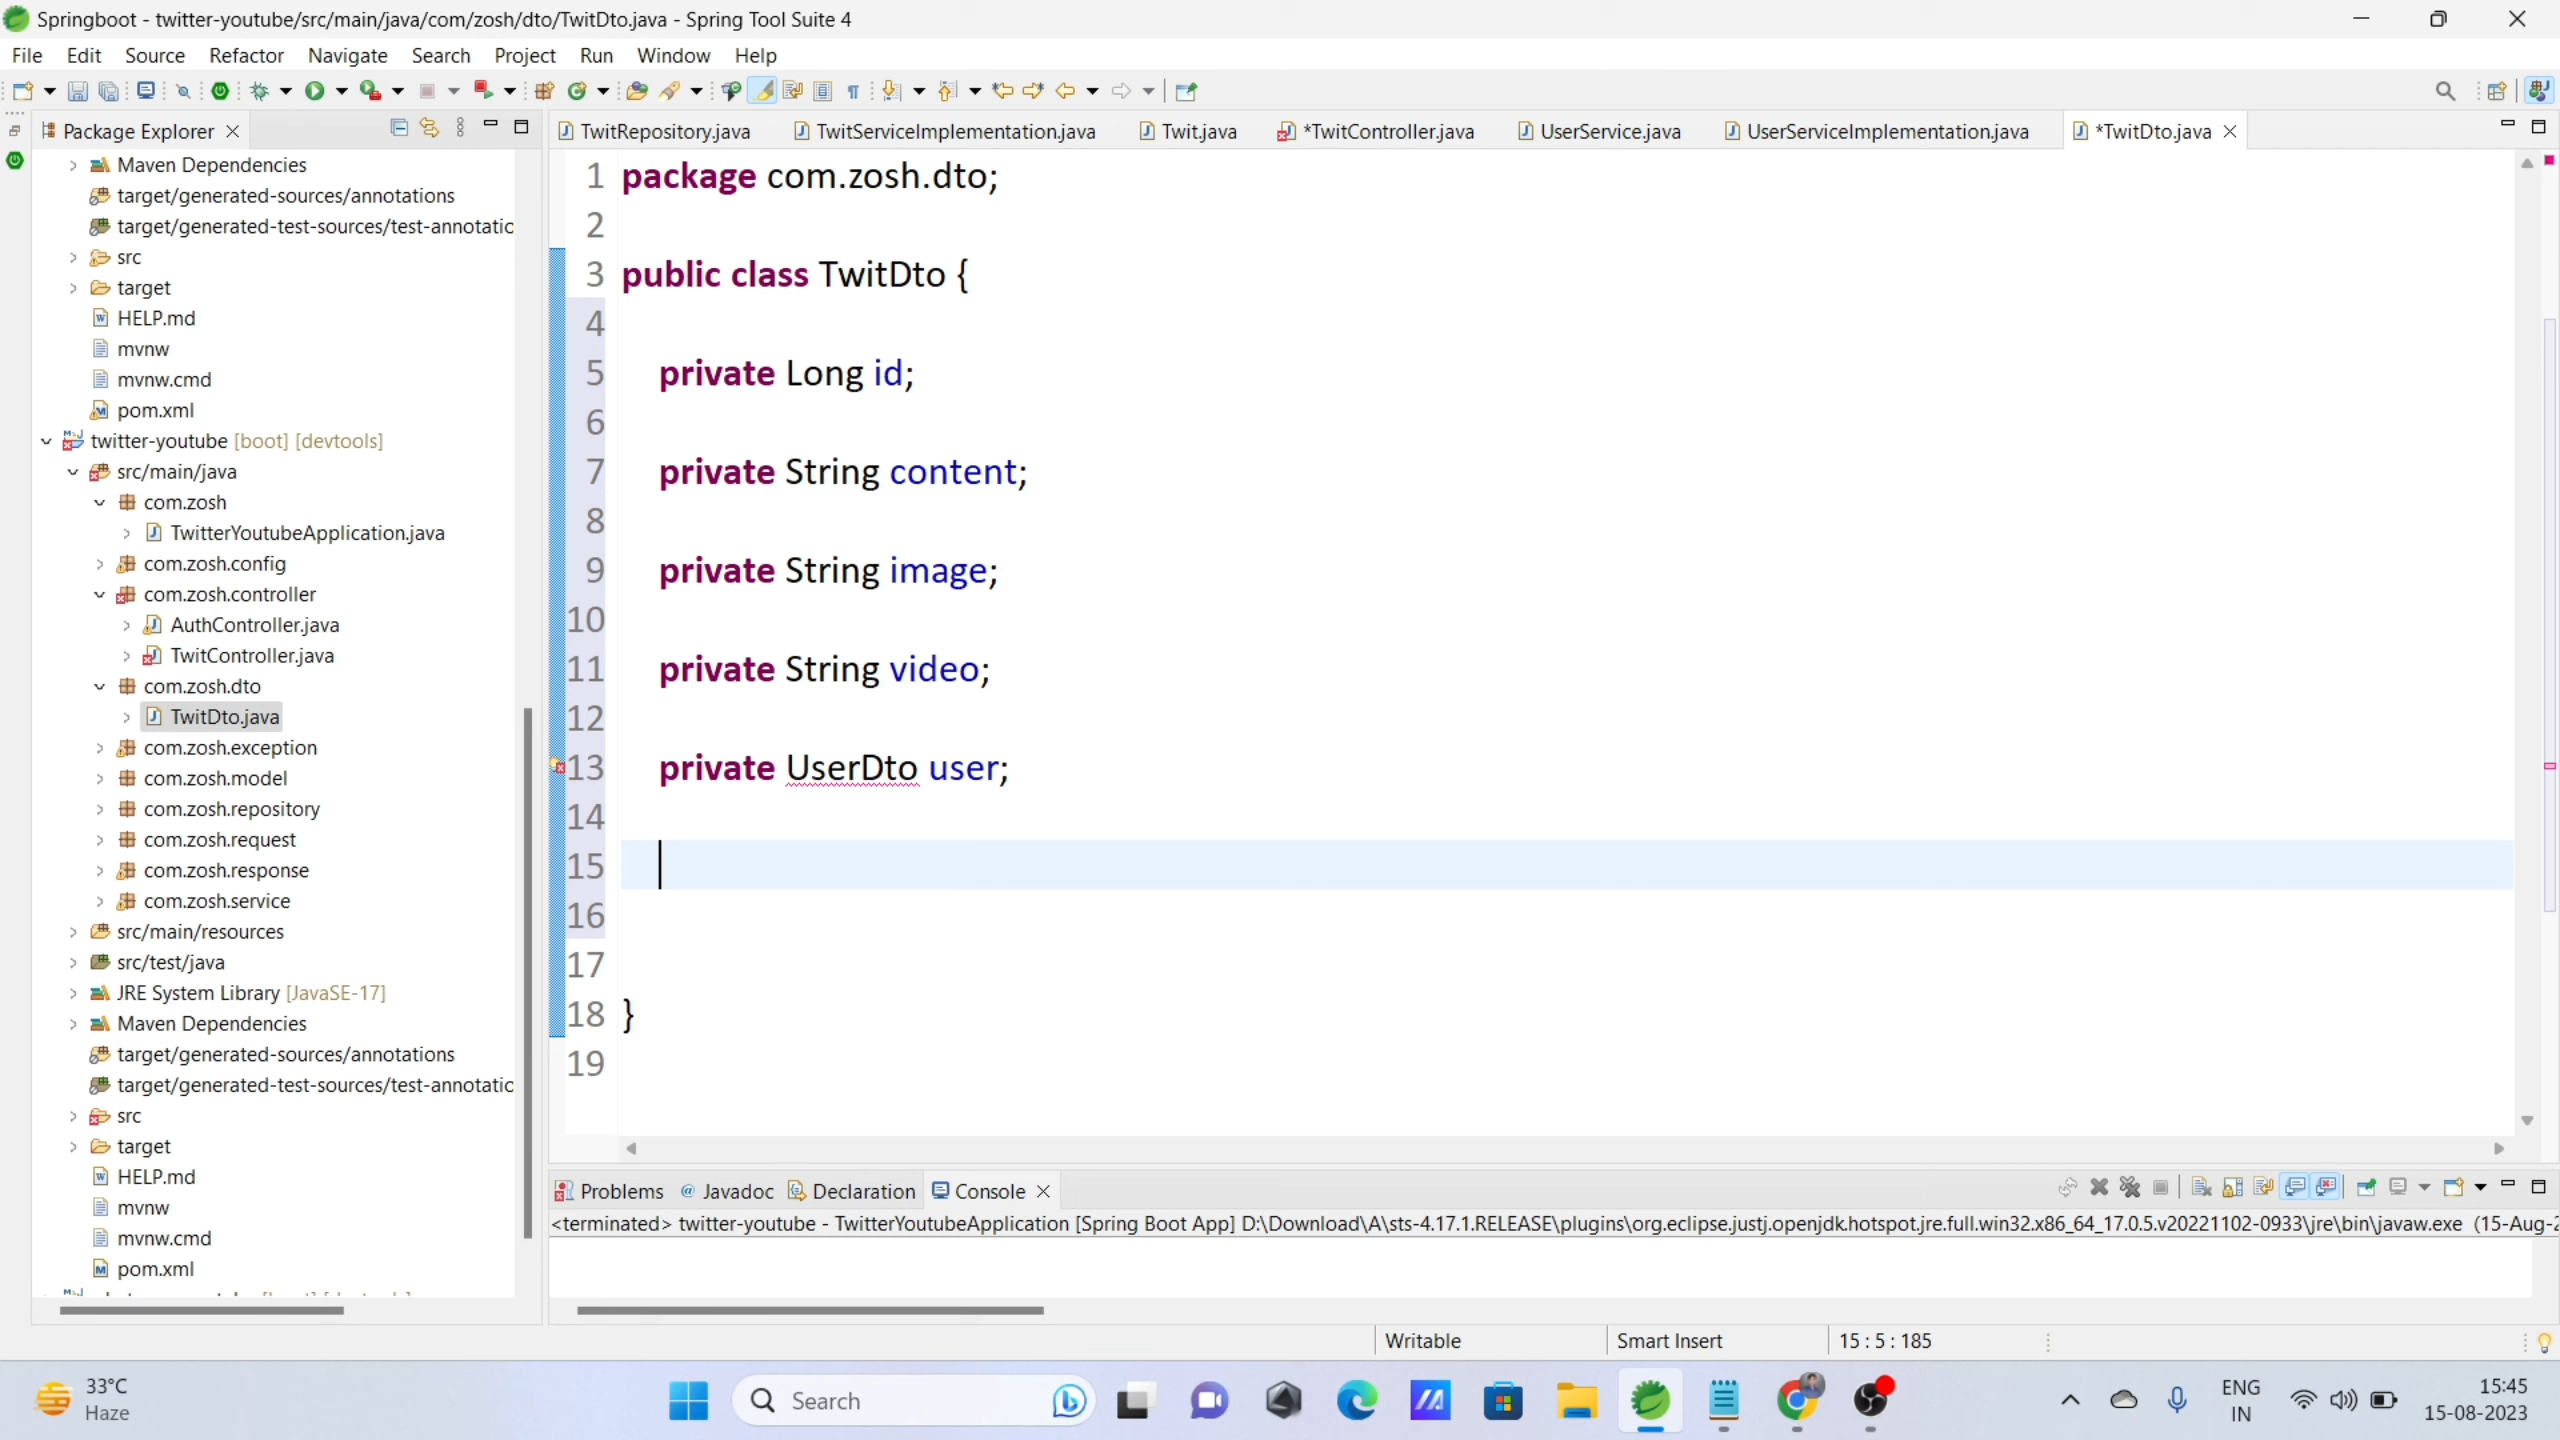 Springboot - twitter-youtube/src/main/java/com/zosh/dto/TwitDto.java - Spring Tool Suite 4
File Edit Source Refactor Navigate Search Project Run Window Help
Package Explorer
Maven Dependencies
target/generated-sources/annotations
target/generated-test-sources/test-annotatic
src
target
HELP.md
mvnw
mvnw.cmd
pom.xml
twitter-youtube [boot] [devtools]
src/main/java
com.zosh
TwitterYoutubeApplication.java
com.zosh.config
com.zosh.controller
AuthController.java
TwitController.java
com.zosh.dto
TwitDto.java
com.zosh.exception
com.zosh.model
com.zosh.repository
com.zosh.request
com.zosh.response
com.zosh.service
src/main/resources
src/test/java
JRE System Library [JavaSE-17]
Maven Dependencies
target/generated-sources/annotations
target/generated-test-sources/test-annotatic
src
target
HELP.md
mvnw
mvnw.cmd
pom.xml
TwitRepository.java TwitServiceImplementation.java Twit.java *TwitController.java UserService.java UserServiceImplementation.java *TwitDto.java
1 package com.zosh.dto;
2
3 public class TwitDto {
4
5 private Long id;
6
7 private String content;
8
9 private String image;
10
11 private String video;
12
13 private UserDto user;
14
15
16
17
18 }
19
Problems @ Javadoc Declaration Console
<terminated> twitter-youtube - TwitterYoutubeApplication [Spring Boot App] D:\Download\A\sts-4.17.1.RELEASE\plugins\org.eclipse.justj.openjdk.hotspot.jre.full.win32.x86_64_17.0.5.v20221102-0933\jre\bin\javaw.exe (15-Aug-2
Writable Smart Insert 15 : 5 : 185
33°C
Haze
Search
ENG
IN
15:45
15-08-2023